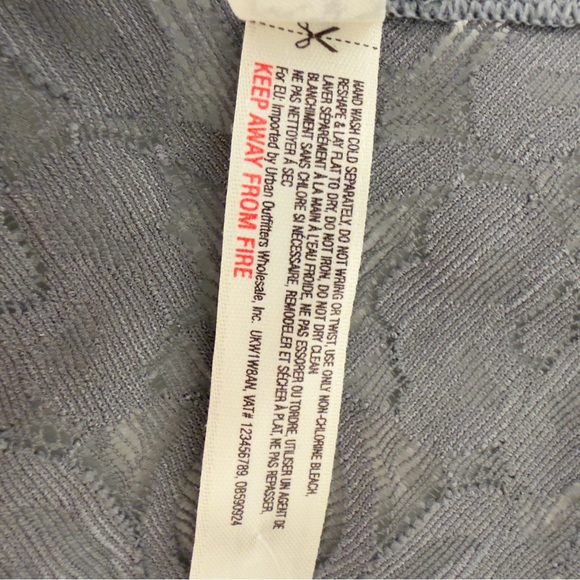 HAND WASH COLD SEPARATELY, DO NOT WRING OR TWIST, USE ONLY NON-CHLORINE BLEACH,
RESHAPE & LAY FLAT TO DRY, DO NOT IRON, DO NOT DRY CLEAN
LAVER SÉPARÉMENT À LA MAIN À L'EAU FROIDE, NE PAS ESSORER OU TORDRE, UTILISER UN AGENT DE
BLANCHIMENT SANS CHLORE SI NÉCESSAIRE, REMODELER ET SÉCHER À PLAT, NE PAS REPASSER,
NE PAS NETTOYER À SEC
For EU: Imported by Urban Outfitters Wholesale, Inc. UKW1W8AN, VAT# 123456789, DB590924
KEEP AWAY FROM FIRE